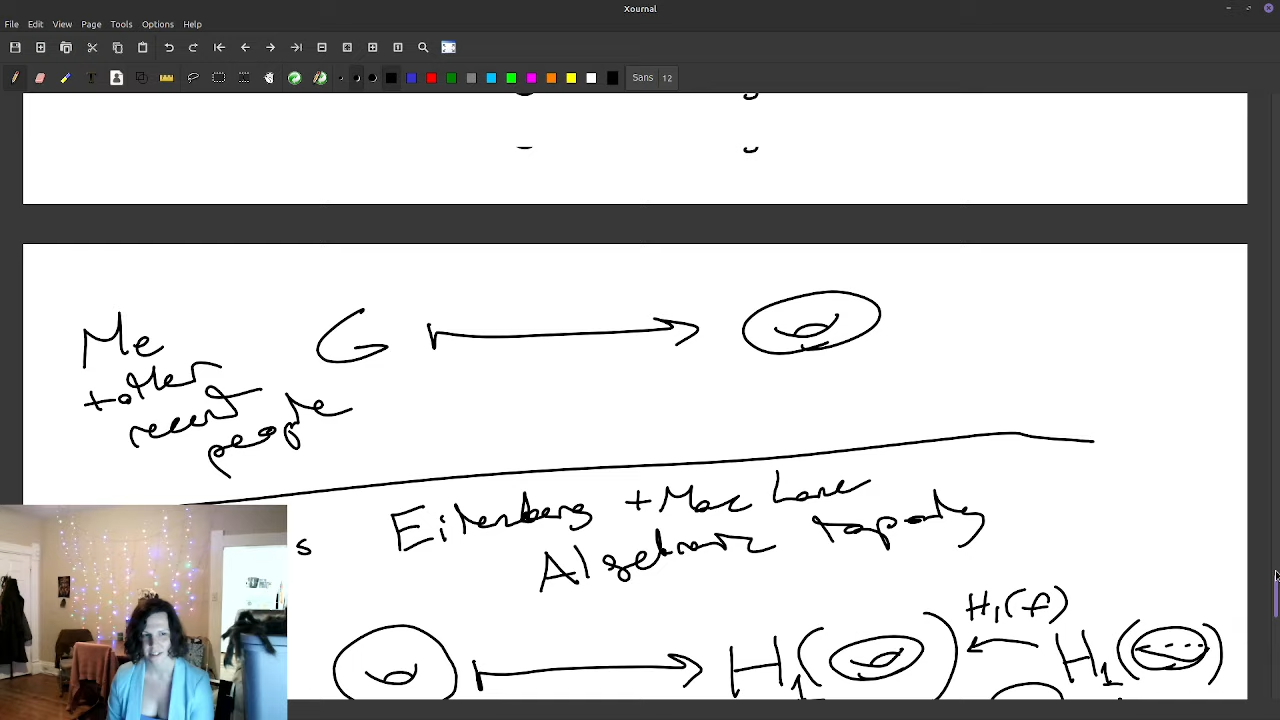 Xournal
File Edit View Page Tools Options Help
Sans 12
Me
+ other
recent
people
G
s
Eilenberg + Mac Lane
Algebraic topology
H₁(f)
H₁( )
H₁( )